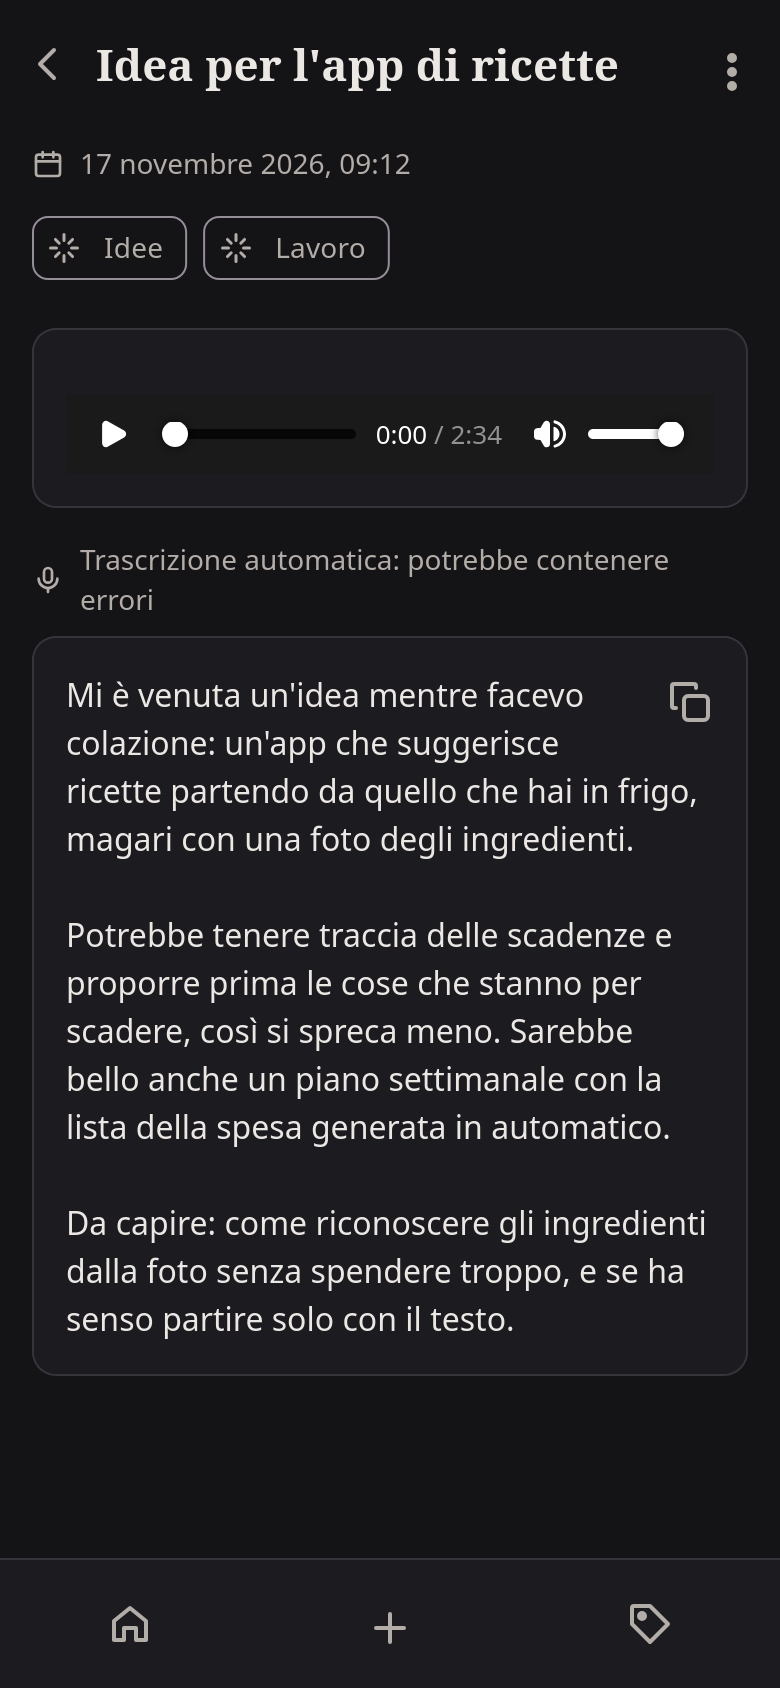 Idea per l'app di ricette
17 novembre 2026, 09:12
Idee
Lavoro
0:00 / 2:34
Trascrizione automatica: potrebbe contenere
errori
Mi è venuta un'idea mentre facevo
colazione: un'app che suggerisce
ricette partendo da quello che hai in frigo,
magari con una foto degli ingredienti.
Potrebbe tenere traccia delle scadenze e
proporre prima le cose che stanno per
scadere, così si spreca meno. Sarebbe
bello anche un piano settimanale con la
lista della spesa generata in automatico.
Da capire: come riconoscere gli ingredienti
dalla foto senza spendere troppo, e se ha
senso partire solo con il testo.